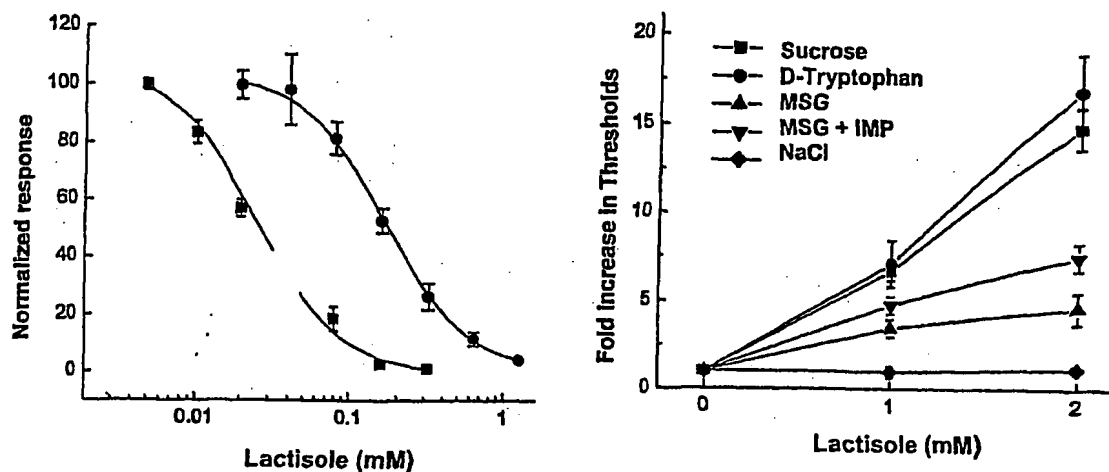 120
100
80
60
40
20
0
Normalized response
0.01
0.1
1
Lactisole (mM)
Sucrose
D-Tryptophan
MSG
MSG + IMP
NaCl
20
15
10
5
0
Fold increase in Thresholds
0
1
2
Lactisole (mM)